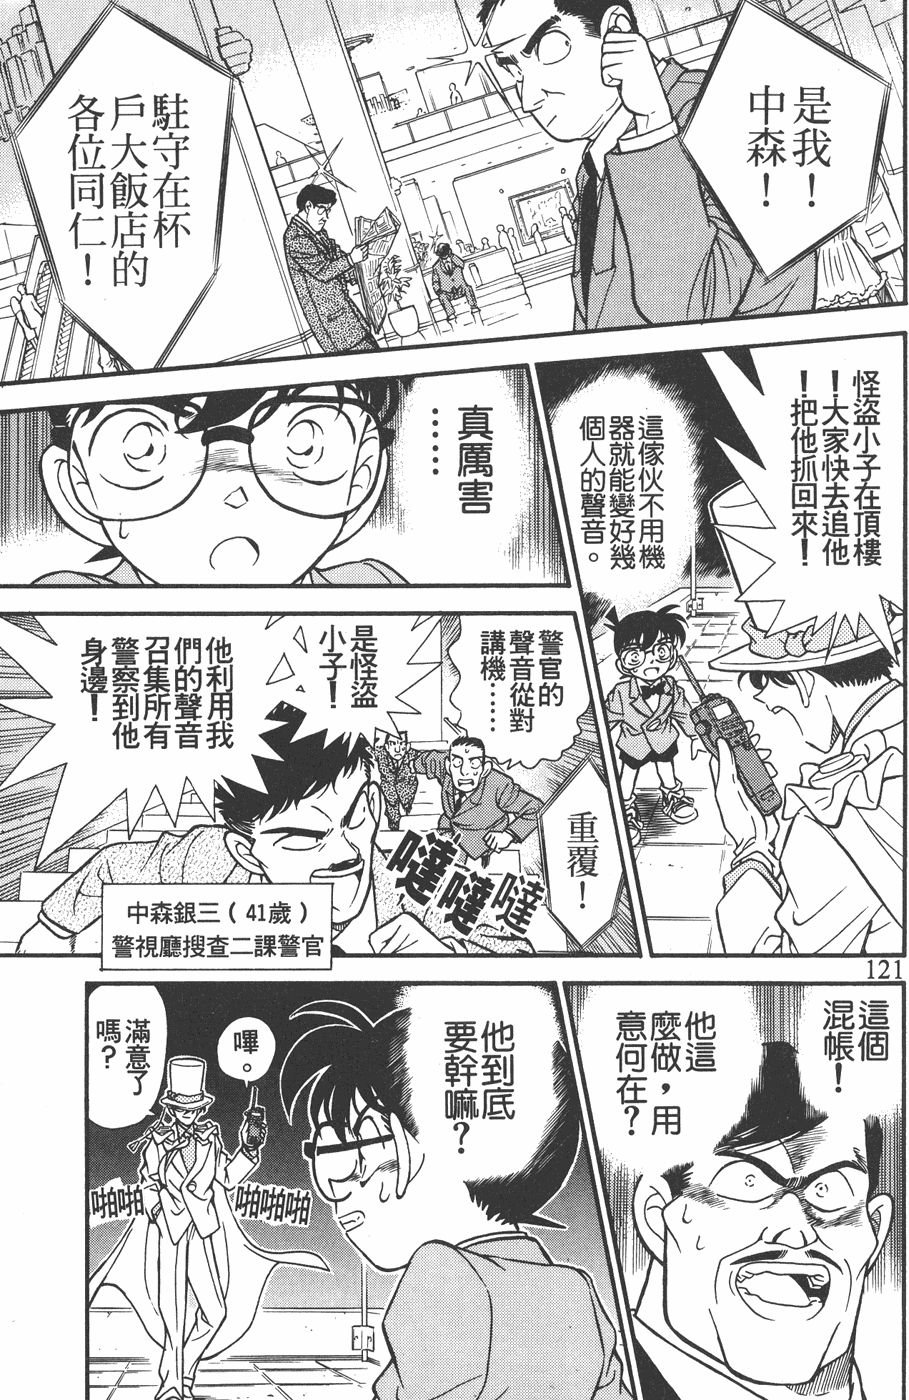 是我！
中森！
駐守在杯
戶大飯店的
各位同仁！
怪盜小子在頂樓
！大家快去追他
！把他抓回來！
這傢伙不用機
器就能變好幾
個人的聲音。
真厲害
……
重覆！
警官的
聲音從對
講機……
噠噠噠
是怪盜
小子！
他利用我
們的聲音
召集所有
警察到他
身邊！
中森銀三（41歲）
警視廳搜查二課警官
121
這個
混帳！
他這
麼做，用
意何在？
他到底
要幹嘛？
嗶。
滿意了
嗎？
啪啪啪
啪啪